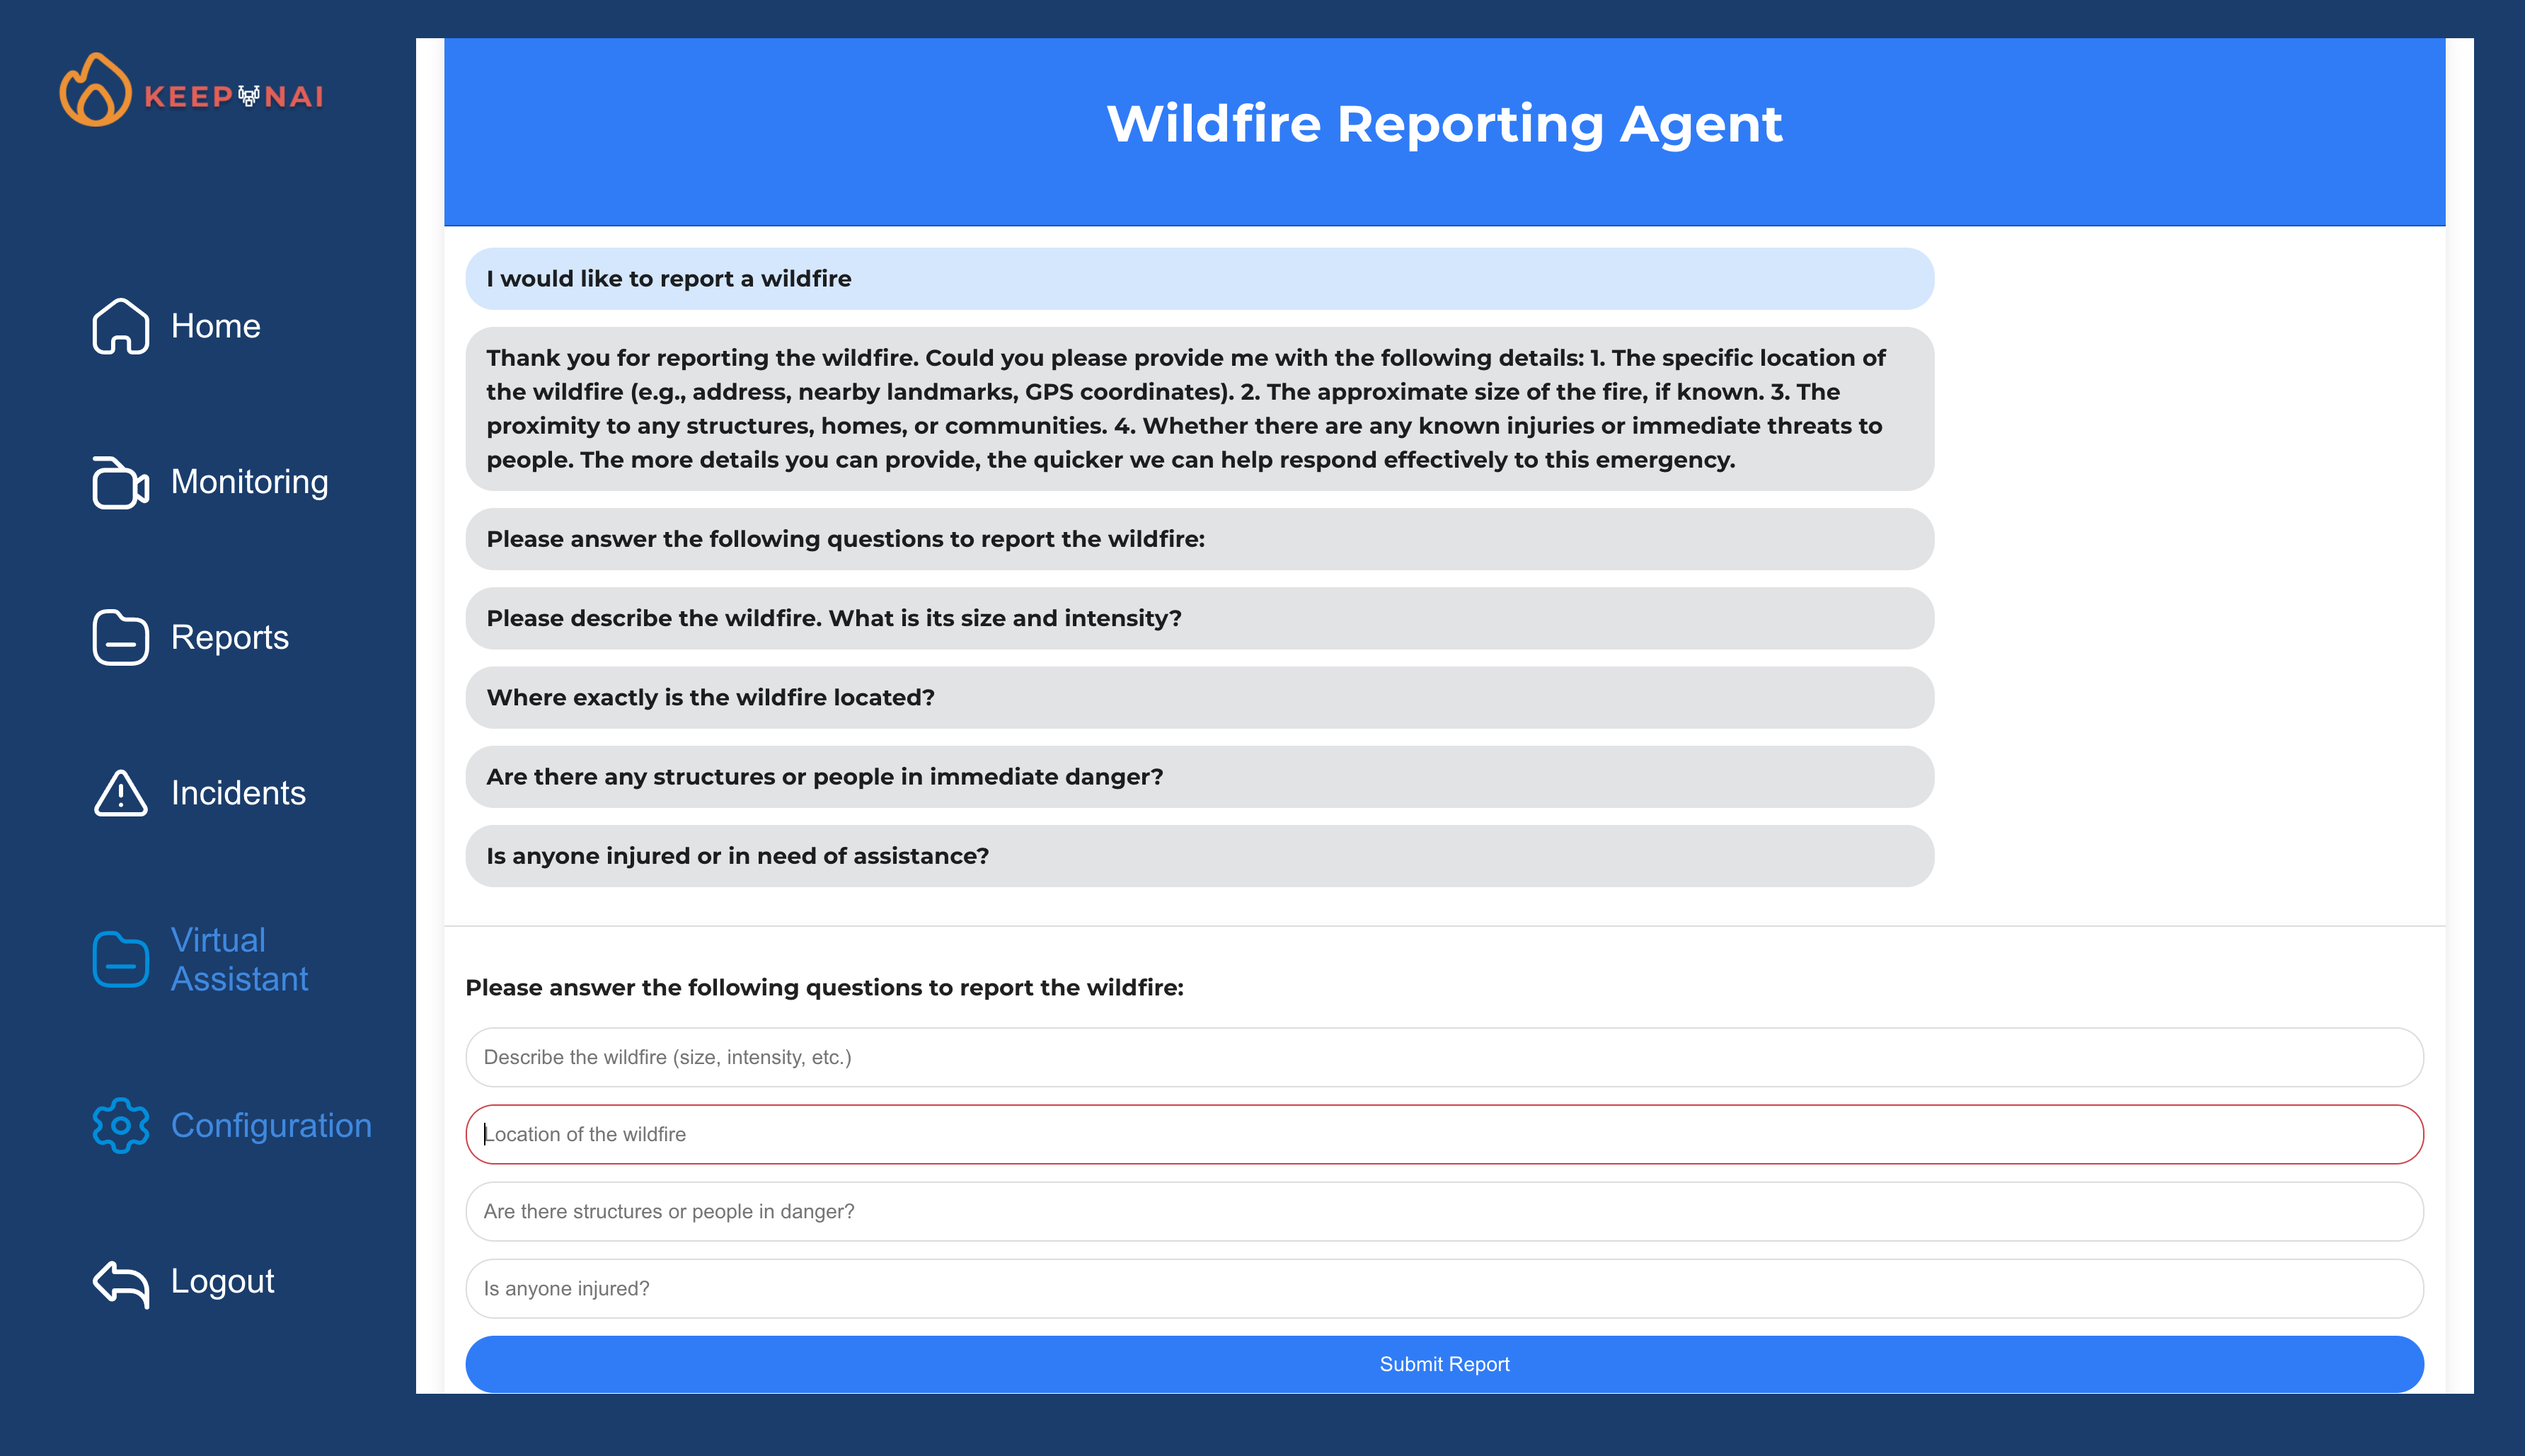 KEEP NAI
Home
Monitoring
Reports
Incidents
Virtual
Assistant
Configuration
Logout
Wildfire Reporting Agent
I would like to report a wildfire
Thank you for reporting the wildfire. Could you please provide me with the following details: 1. The specific location of
the wildfire (e.g., address, nearby landmarks, GPS coordinates). 2. The approximate size of the fire, if known. 3. The
proximity to any structures, homes, or communities. 4. Whether there are any known injuries or immediate threats to
people. The more details you can provide, the quicker we can help respond effectively to this emergency.
Please answer the following questions to report the wildfire:
Please describe the wildfire. What is its size and intensity?
Where exactly is the wildfire located?
Are there any structures or people in immediate danger?
Is anyone injured or in need of assistance?
Please answer the following questions to report the wildfire:
Describe the wildfire (size, intensity, etc.)
Location of the wildfire
Are there structures or people in danger?
Is anyone injured?
Submit Report